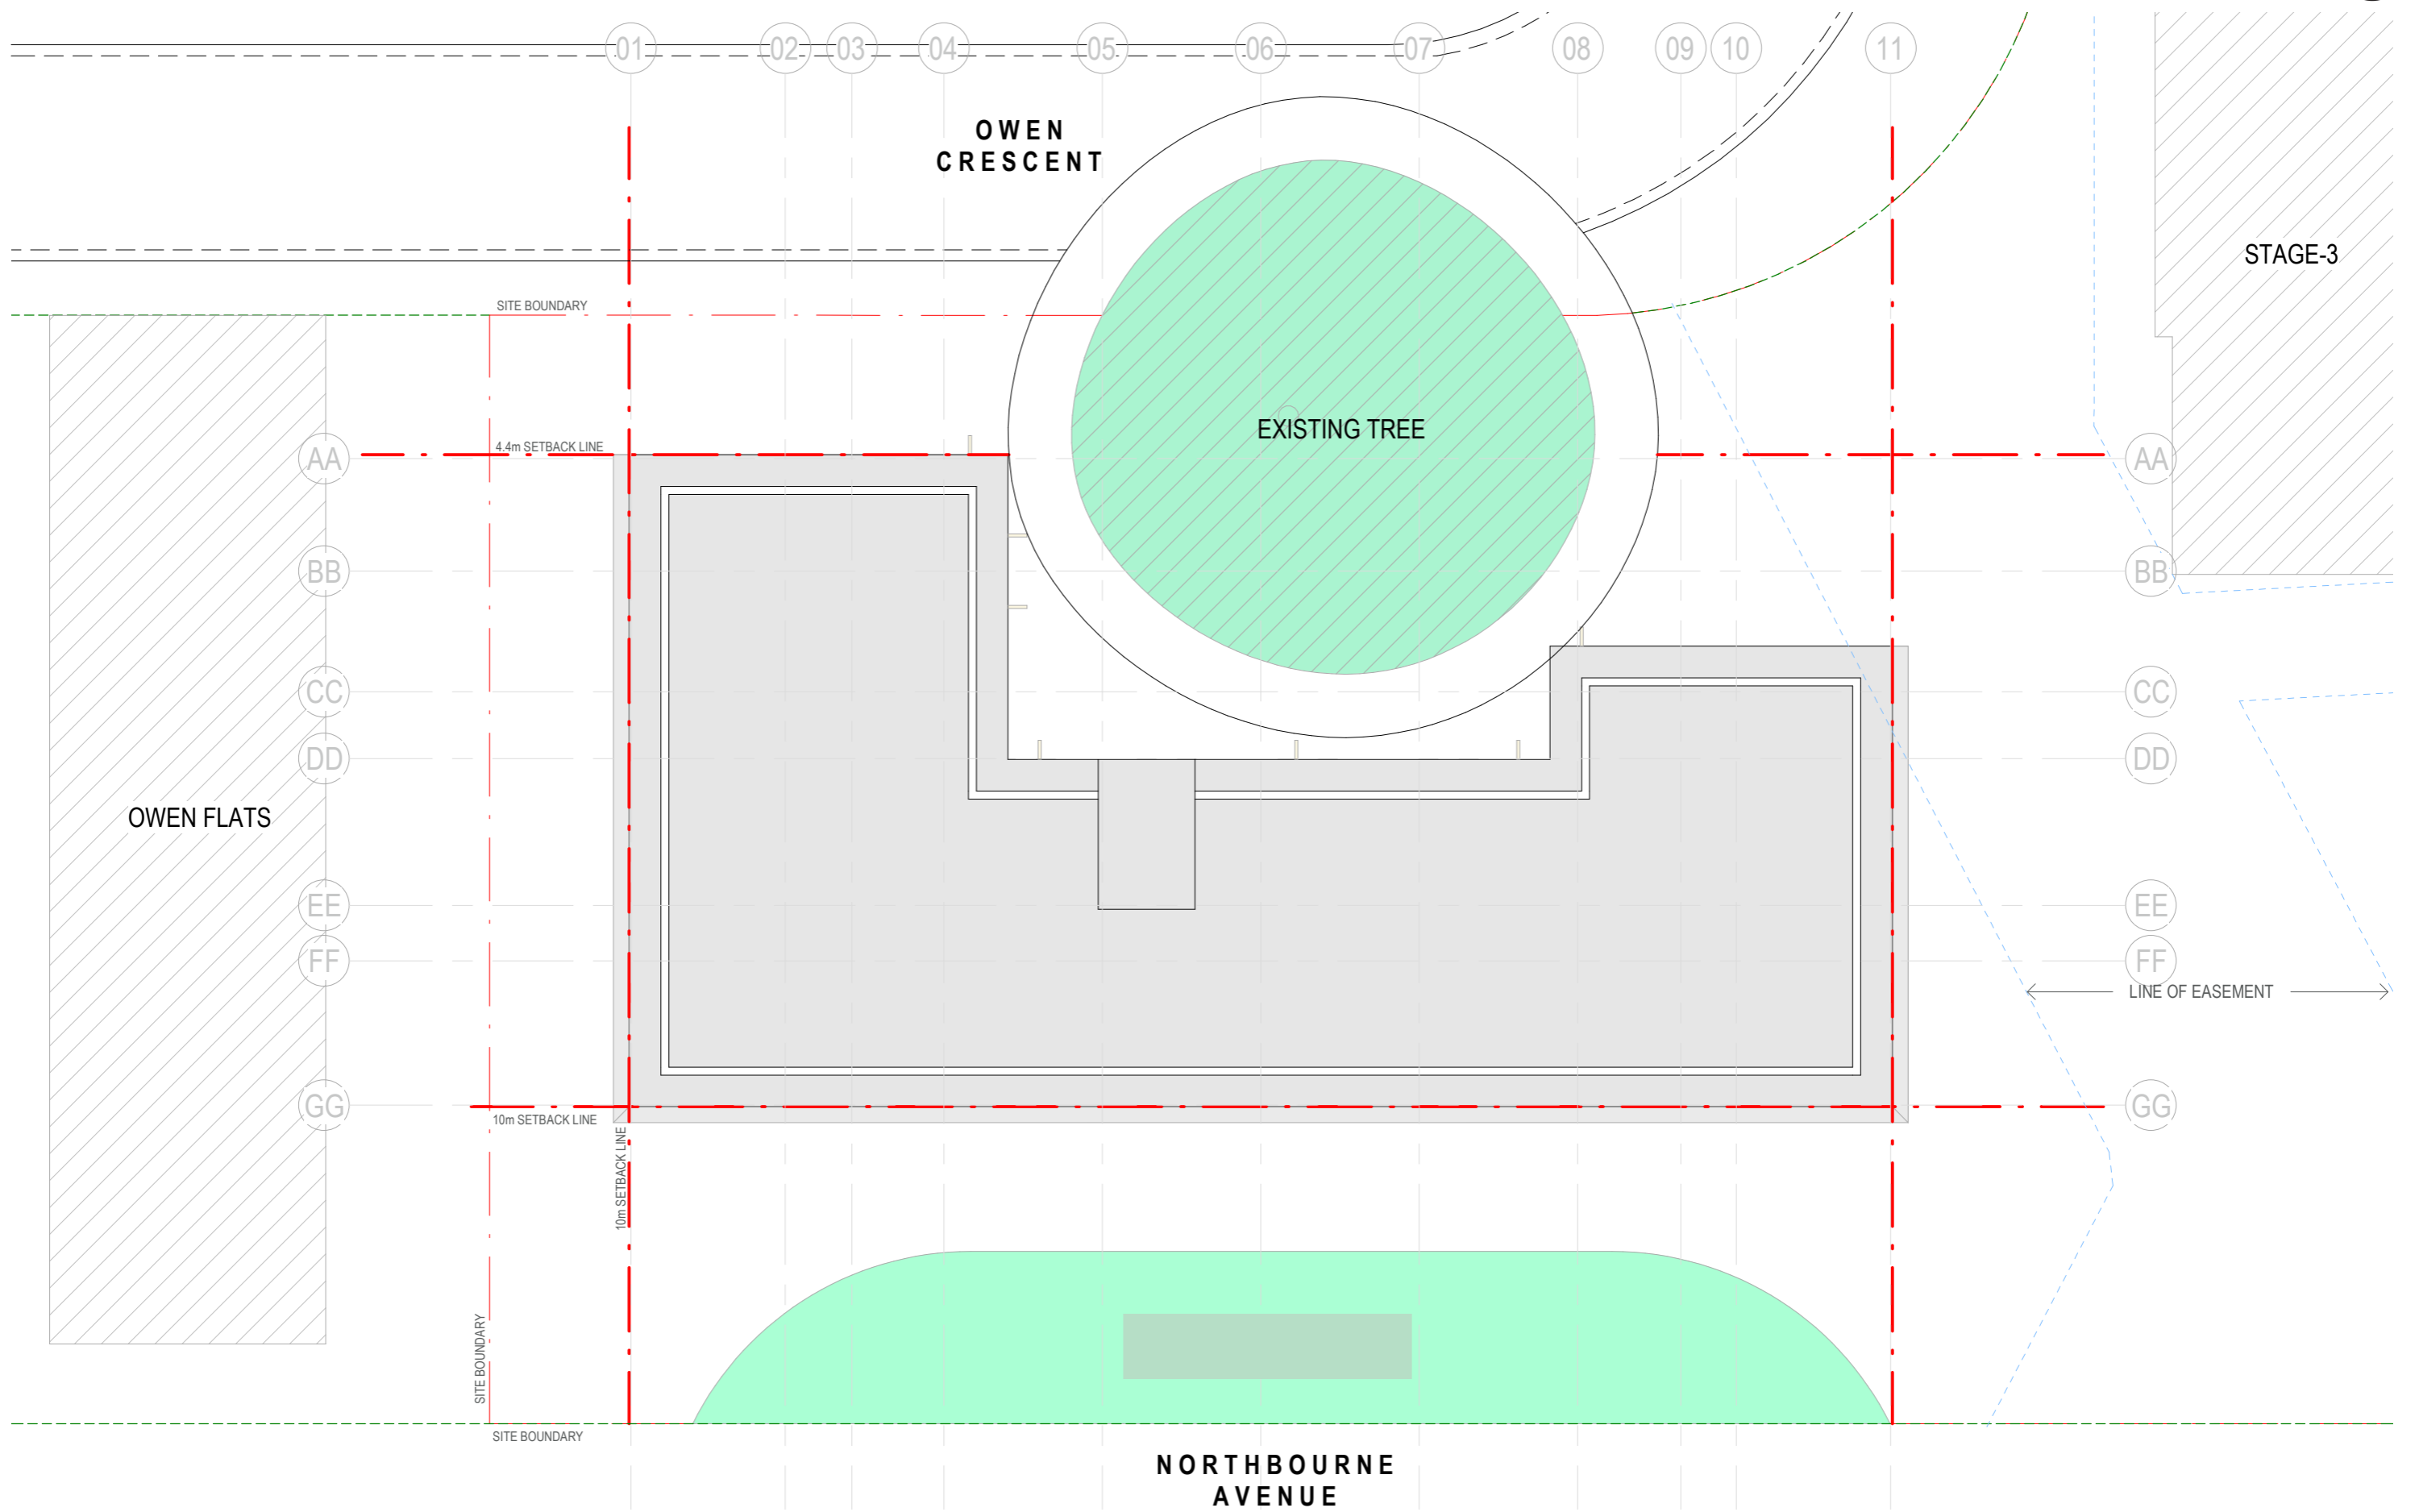 01
02
03
04
05
06
07
08
09
10
11
OWEN
CRESCENT
STAGE-3
SITE BOUNDARY
EXISTING TREE
4.4m SETBACK LINE
AA
AA
BB
BB
CC
CC
DD
DD
OWEN FLATS
EE
EE
FF
FF
LINE OF EASEMENT
GG
GG
10m SETBACK LINE
10m SETBACK LINE
SITE BOUNDARY
SITE BOUNDARY
NORTHBOURNE
AVENUE